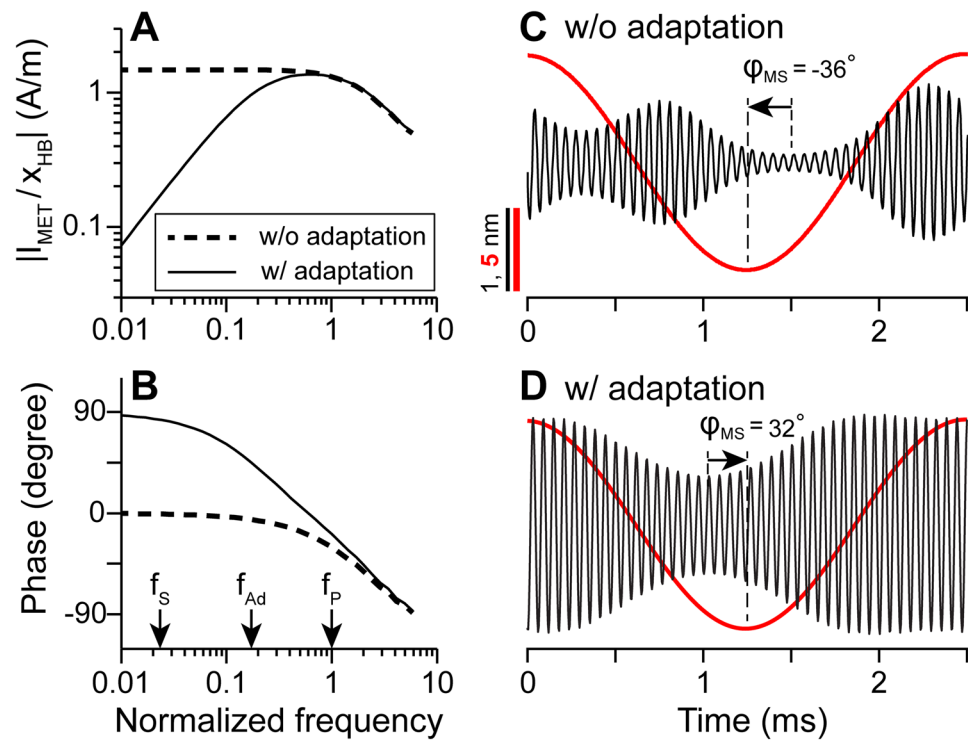 A
|I_MET / x_HB| (A/m)
1
0.1
w/o adaptation
w/ adaptation
0.01 0.1 1 10
B
Phase (degree)
90
0
-90
f_S f_Ad f_P
0.01 0.1 1 10
Normalized frequency
C w/o adaptation
φ_MS = -36°
1, 5 nm
0 1 2
D w/ adaptation
φ_MS = 32°
0 1 2
Time (ms)